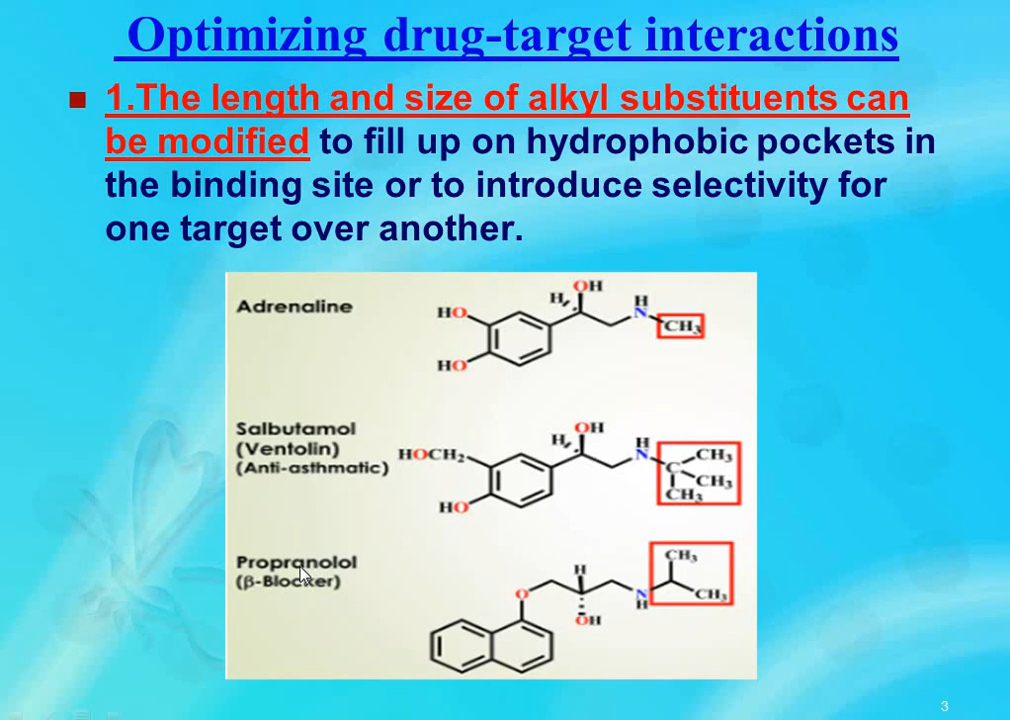 Optimizing drug-target interactions
1.The length and size of alkyl substituents can
be modified to fill up on hydrophobic pockets in
the binding site or to introduce selectivity for
one target over another.
Adrenaline
HO
HO
H
OH
H
N
CH3
Salbutamol
(Ventolin)
(Anti-asthmatic)
HOCH2
HO
H
OH
H
N
C
CH3
CH3
CH3
Propranolol
(β-Blocker)
O
H
OH
N
H
CH3
CH3
3